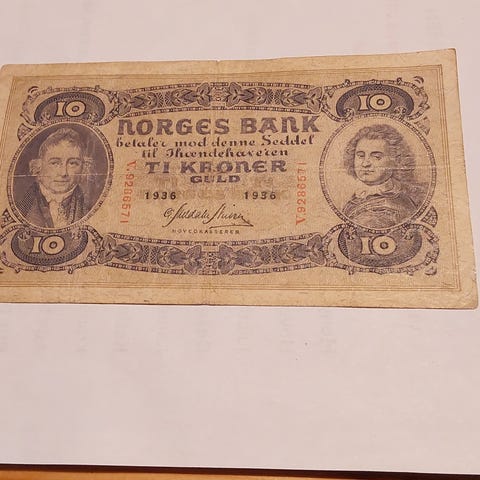 10 10
NORGES BANK
betaler mod denne Seddel
til Ihændehaveren
TI KRONER
GULD
1936 1936
HOVEDKASSERER
V.9286571
V.9286571
10 10